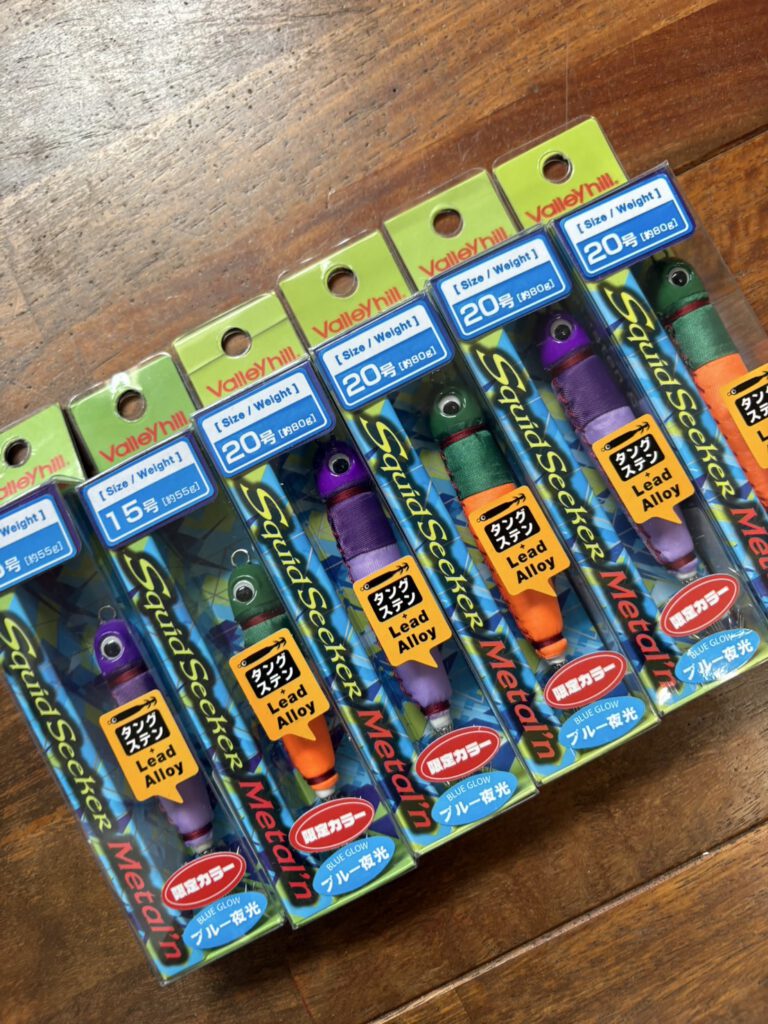 Valleyhill
Weight ]
号 [約55g]
Squid Seeker Metal'n
タング
ステン
+
Lead
Alloy
限定カラー
BLUE GLOW
ブルー夜光
Valleyhill
[ Size / Weight ]
15号 [約55g]
Squid Seeker Metal'n
タング
ステン
+
Lead
Alloy
限定カラー
BLUE GLOW
ブルー夜光
Valleyhill
[ Size / Weight ]
20号 [約80g]
Squid Seeker Metal'n
タング
ステン
+
Lead
Alloy
限定カラー
BLUE GLOW
ブルー夜光
Valleyhill
[ Size / Weight ]
20号 [約80g]
Squid Seeker Metal'n
タング
ステン
+
Lead
Alloy
限定カラー
BLUE GLOW
ブルー夜光
Valleyhill
[ Size / Weight ]
20号 [約80g]
Squid Seeker Metal'n
タング
ステン
+
Lead
Alloy
限定カラー
BLUE GLOW
ブルー夜光
Valleyhill
[ Size / Weight ]
20号 [約80g]
Squid Seeker Metal
タング
ステン